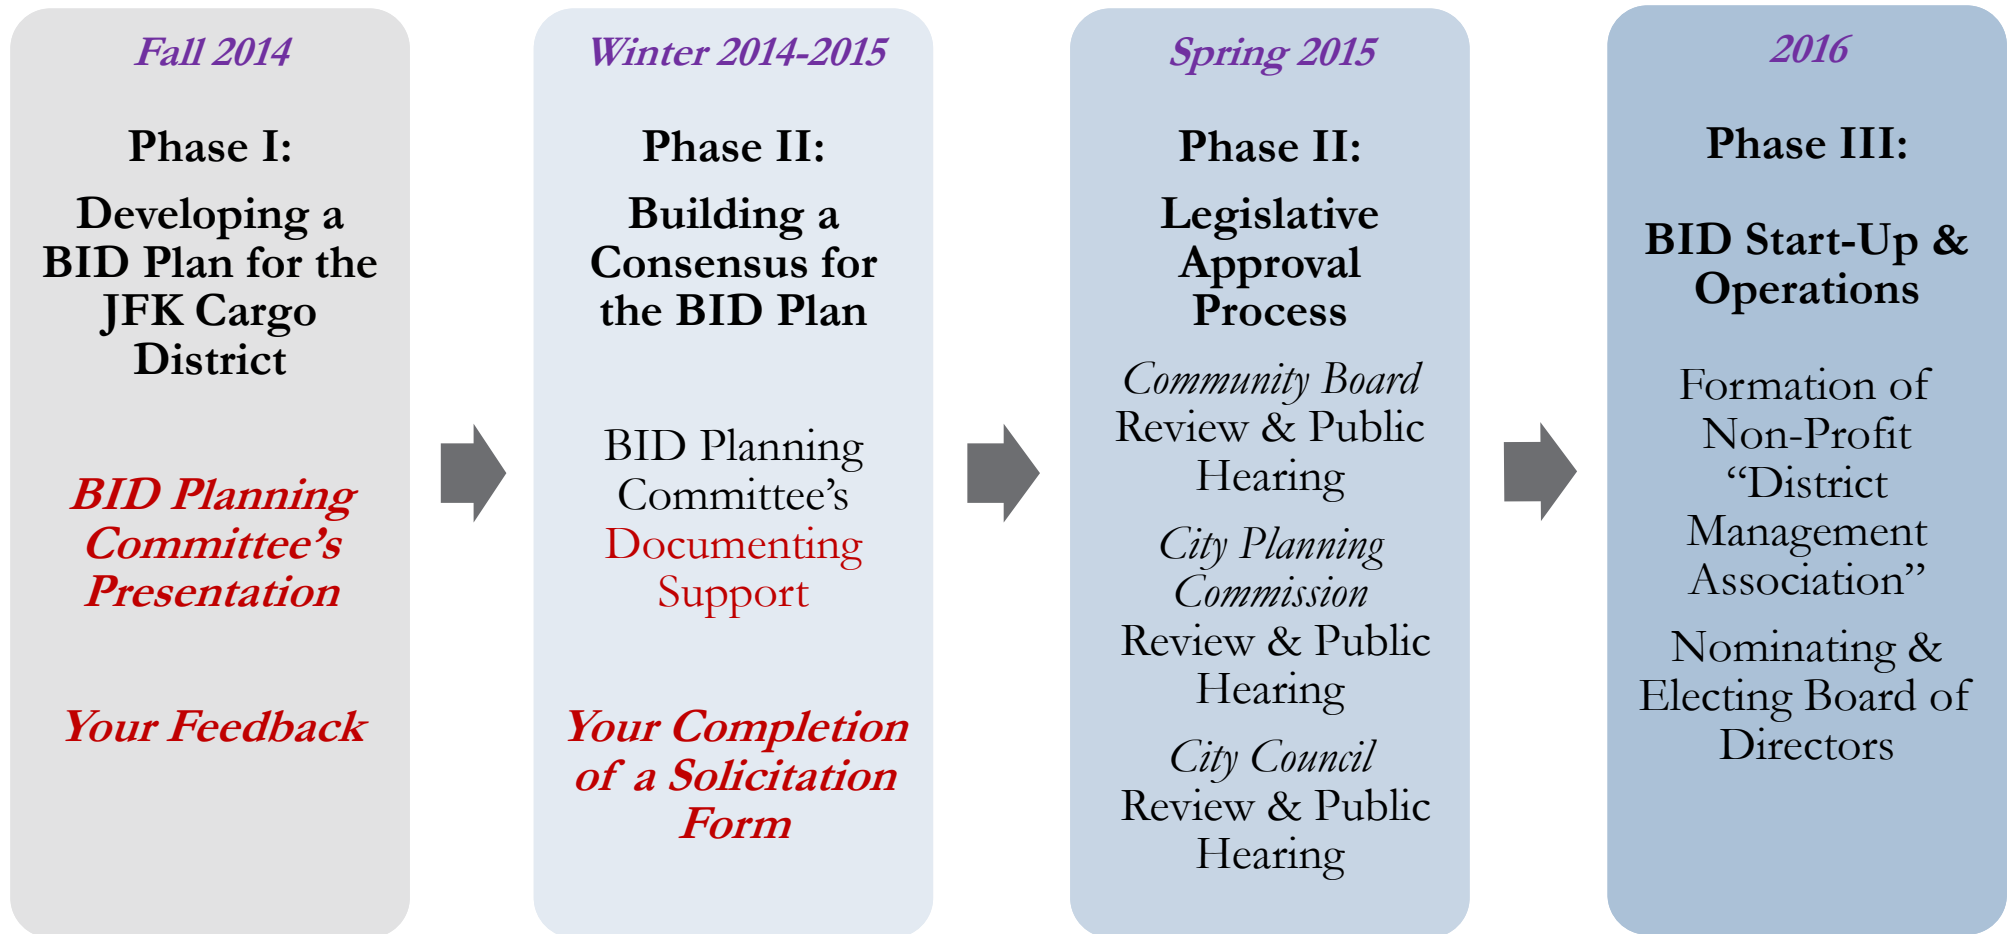 Fall 2014
Phase I:
Developing a
BID Plan for the
JFK Cargo
District
BID Planning
Committee’s
Presentation
Your Feedback
Winter 2014-2015
Phase II:
Building a
Consensus for
the BID Plan
BID Planning
Committee’s
Documenting
Support
Your Completion
of a Solicitation
Form
Spring 2015
Phase II:
Legislative
Approval
Process
Community Board
Review & Public
Hearing
City Planning
Commission
Review & Public
Hearing
City Council
Review & Public
Hearing
2016
Phase III:
BID Start-Up &
Operations
Formation of
Non-Profit
“District
Management
Association”
Nominating &
Electing Board of
Directors